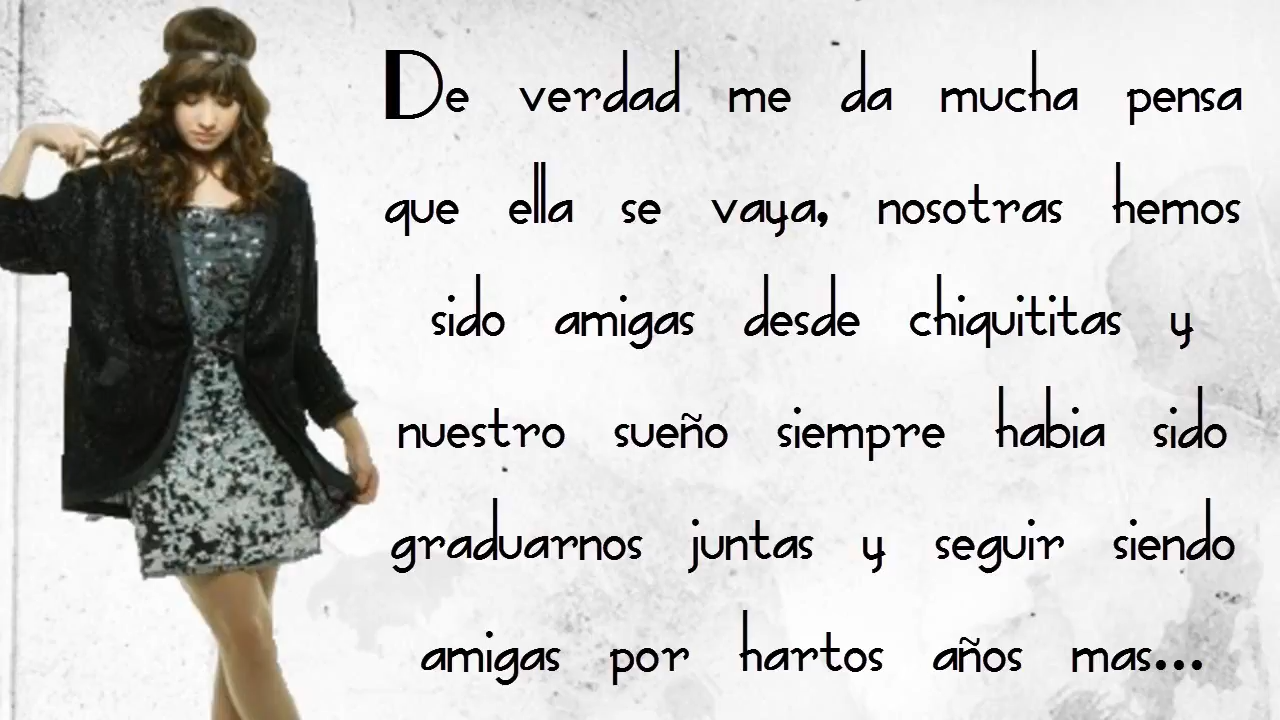 De verdad me da mucha pensa
que ella se vaya, nosotras hemos
sido amigas desde chiquititas y
nuestro sueño siempre habia sido
graduarnos juntas y seguir siendo
amigas por hartos años mas...